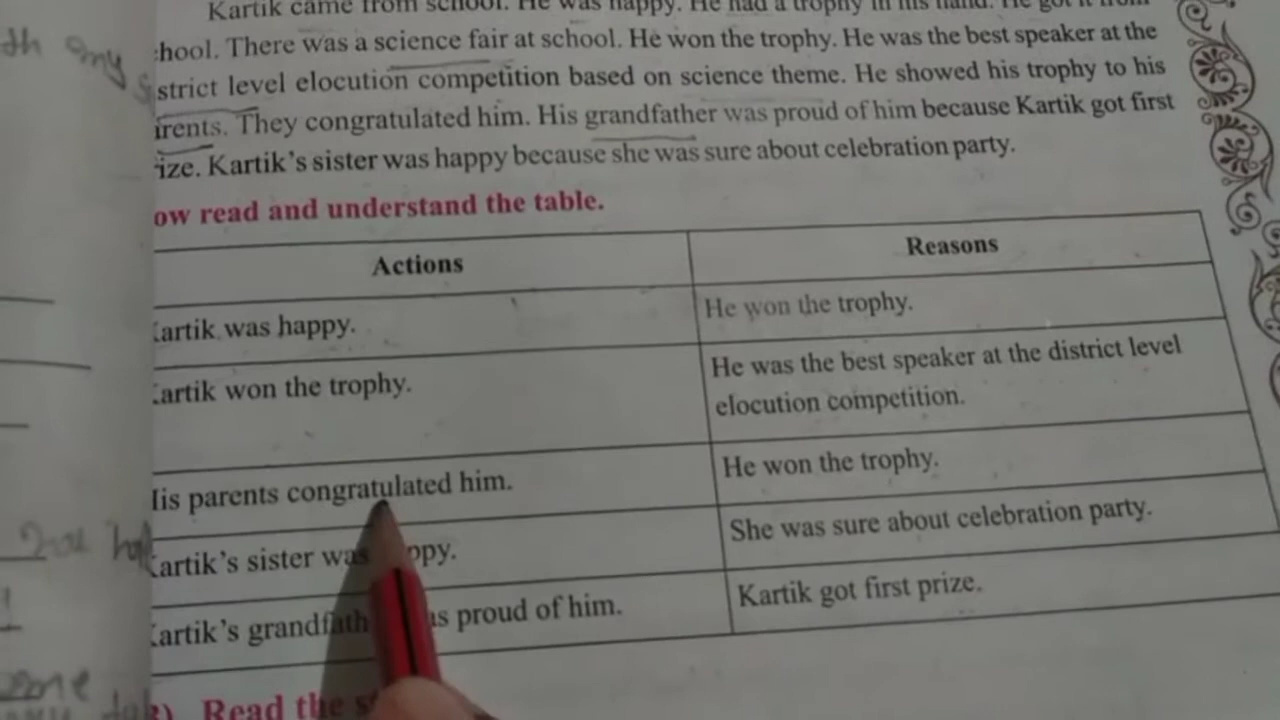 Kartik came from school. He was happy. He had a trophy in his hand. He got it from
hool. There was a science fair at school. He won the trophy. He was the best speaker at the
strict level elocution competition based on science theme. He showed his trophy to his
rents. They congratulated him. His grandfather was proud of him because Kartik got first
ize. Kartik's sister was happy because she was sure about celebration party.
ow read and understand the table.
Actions Reasons
artik was happy. He won the trophy.
artik won the trophy. He was the best speaker at the district level
elocution competition.
His parents congratulated him. He won the trophy.
artik's sister was ppy. She was sure about celebration party.
artik's grandfath as proud of him. Kartik got first prize.
Read the s
th my